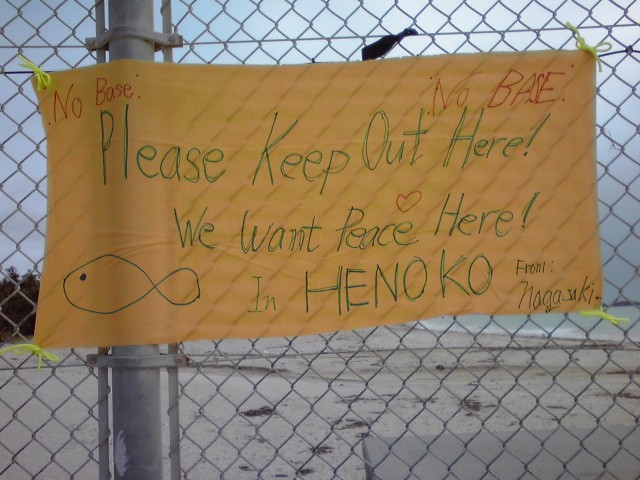 No Base. No BASE.
Please Keep Out Here!
We Want Peace Here!
In HENOKO
From:
Nagasaki